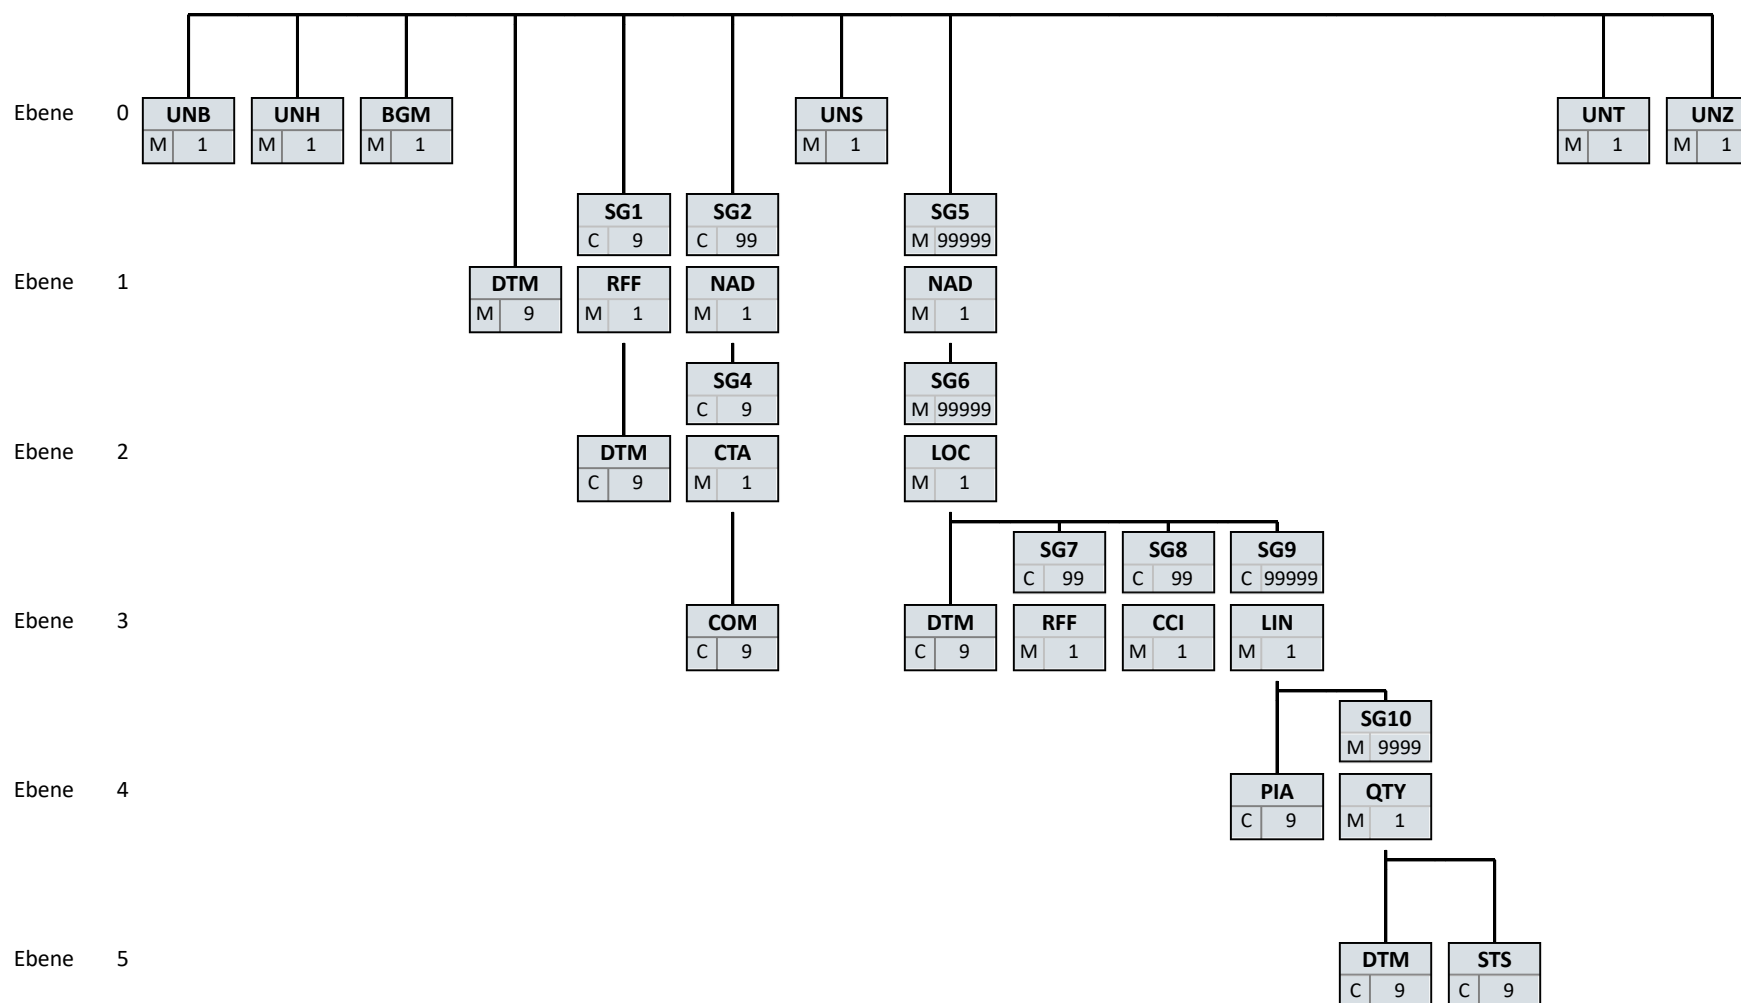 Ebene 0 UNB UNH BGM UNS UNT UNZ
M 1 M 1 M 1 M 1 M 1 M 1
SG1 SG2 SG5
C 9 C 99 M 99999
Ebene 1 DTM RFF NAD NAD
M 9 M 1 M 1 M 1
SG4 SG6
C 9 M 99999
Ebene 2 DTM CTA LOC
C 9 M 1 M 1
SG7 SG8 SG9
C 99 C 99 C 99999
Ebene 3 COM DTM RFF CCI LIN
C 9 C 9 M 1 M 1 M 1
SG10
M 9999
Ebene 4 PIA QTY
C 9 M 1
Ebene 5 DTM STS
C 9 C 9